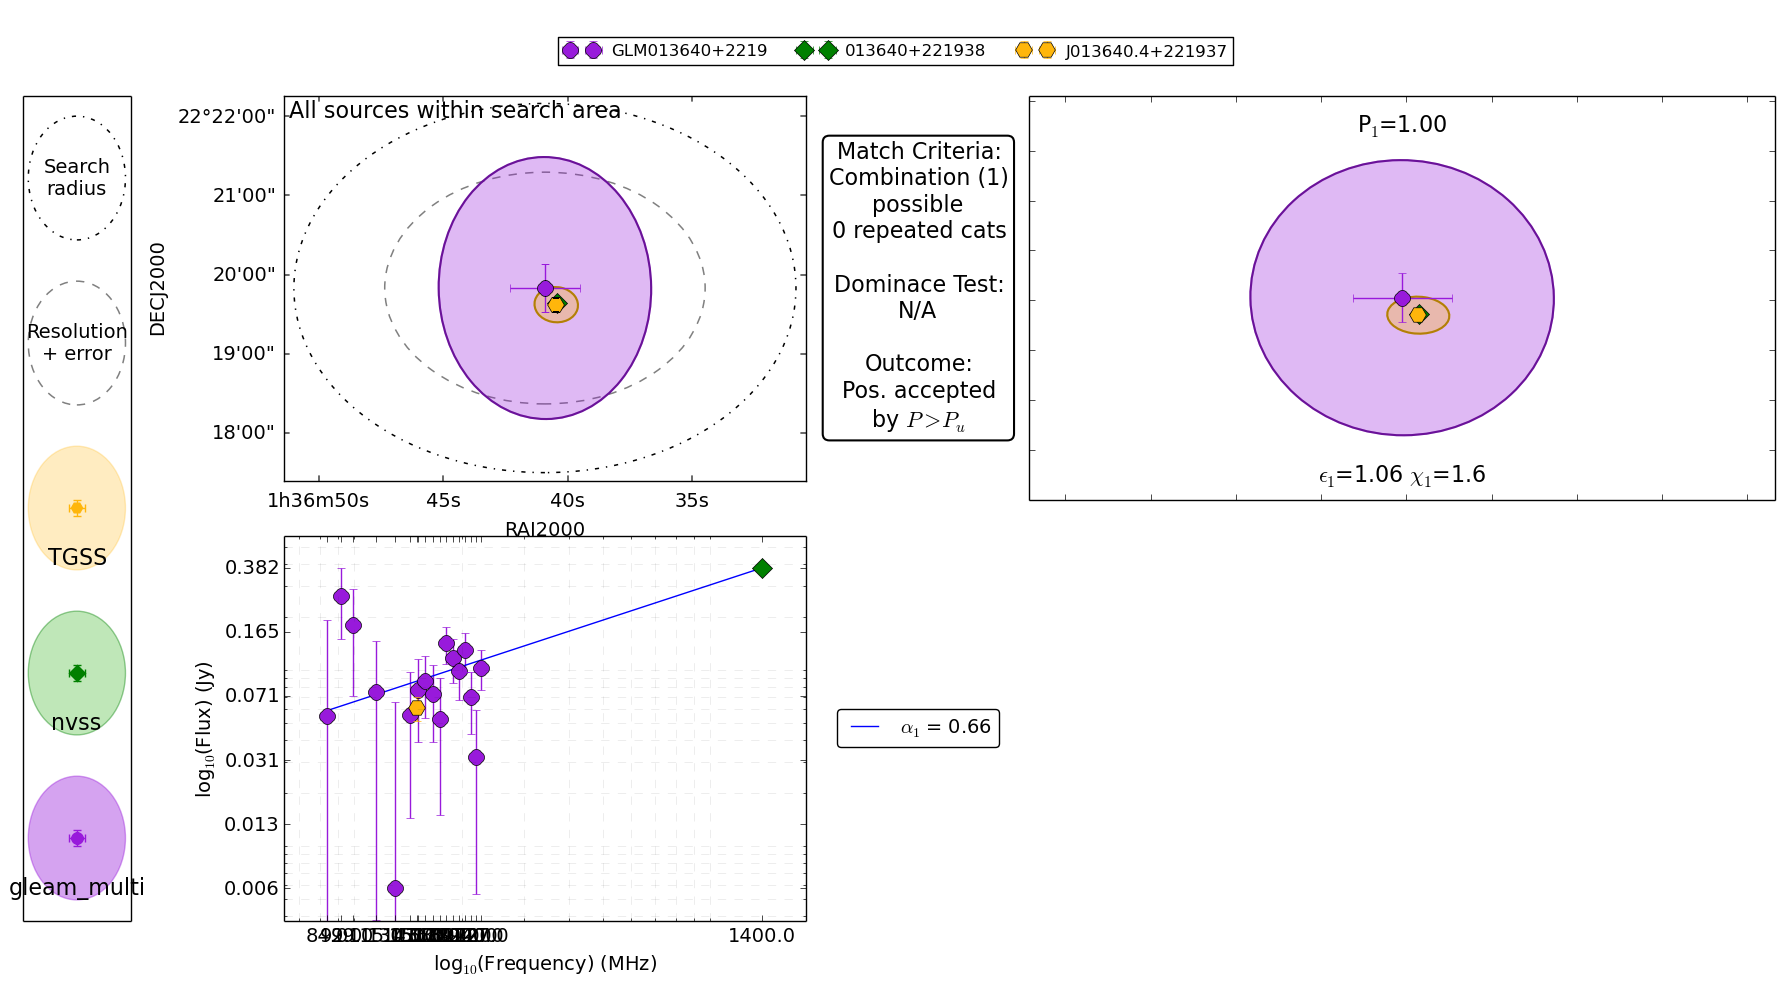 GLM013640+2219 013640+221938 J013640.4+221937
Search
radius
Resolution
+ error
TGSS
nvss
gleam_multi
All sources within search area
22°22'00"
21'00"
20'00"
19'00"
18'00"
DECJ2000
1h36m50s 45s 40s 35s
RAJ2000
Match Criteria:
Combination (1)
possible
0 repeated cats
Dominace Test:
N/A
Outcome:
Pos. accepted
by P>Pu
P1=1.00
ϵ1=1.06 χ1=1.6
0.382
0.165
0.071
0.031
0.013
0.006
log10(Flux) (Jy)
1400.0
log10(Frequency) (MHz)
α1 = 0.66